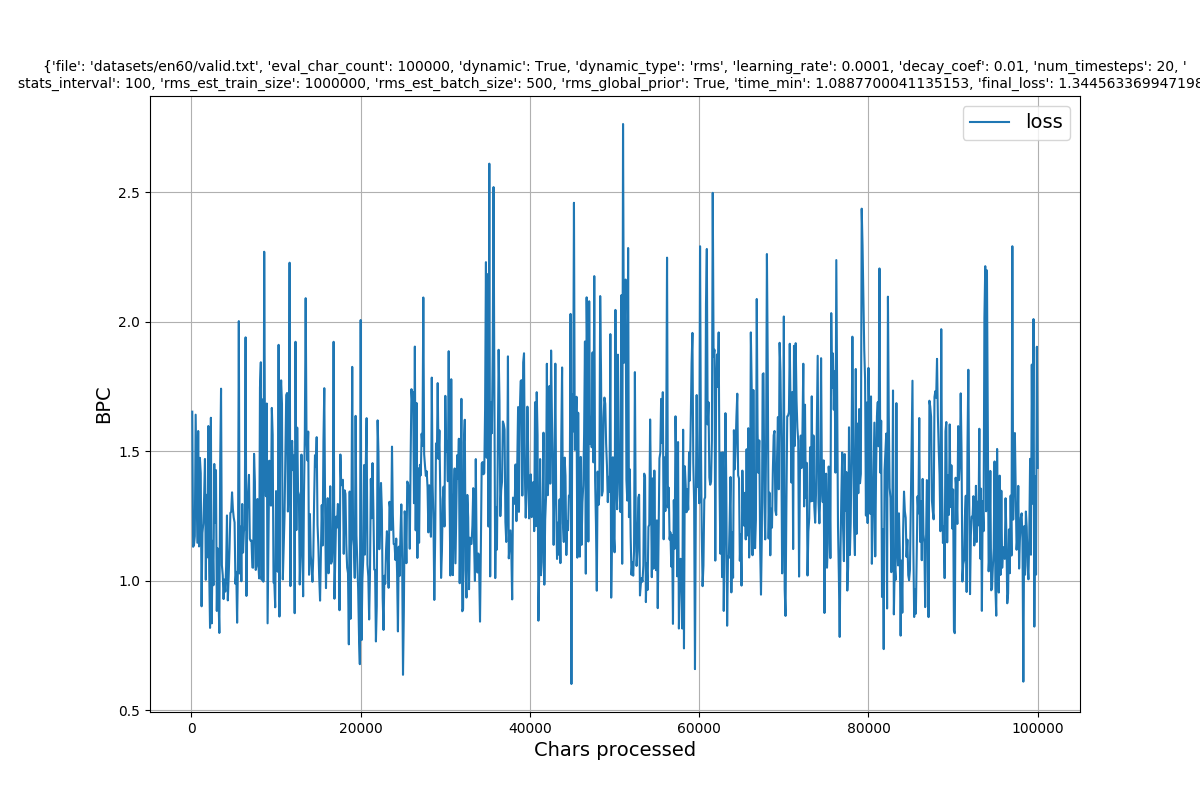 {'file': 'datasets/en60/valid.txt', 'eval_char_count': 100000, 'dynamic': True, 'dynamic_type': 'rms', 'learning_rate': 0.0001, 'decay_coef': 0.01, 'num_timesteps': 20, '
stats_interval': 100, 'rms_est_train_size': 1000000, 'rms_est_batch_size': 500, 'rms_global_prior': True, 'time_min': 1.0887700041135153, 'final_loss': 1.344563369947198
loss
2.5
2.0
1.5
1.0
0.5
BPC
0
20000
40000
60000
80000
100000
Chars processed